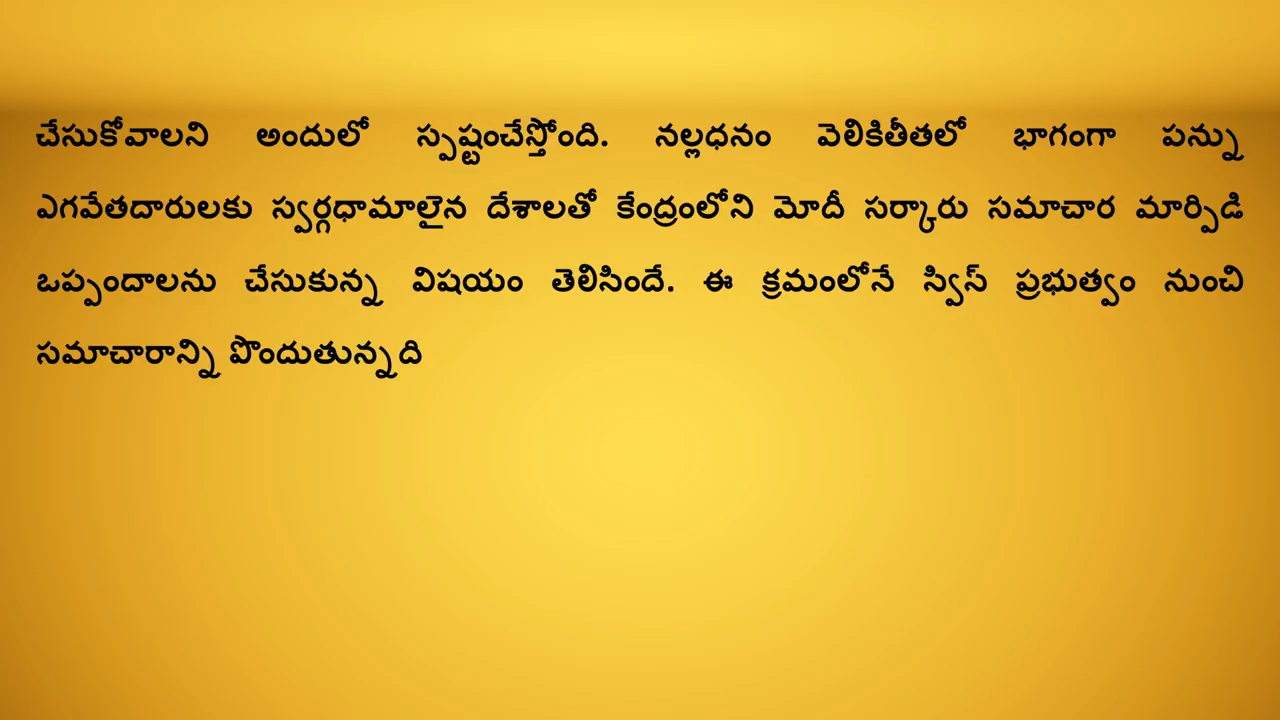 చేసుకోవాలని అందులో స్పష్టంచేస్తోంది. నల్లధనం వెలికితీతలో భాగంగా పన్ను
ఎగవేతదారులకు స్వర్గధామాలైన దేశాలతో కేంద్రంలోని మోదీ సర్కారు సమాచార మార్పిడి
ఒప్పందాలను చేసుకున్న విషయం తెలిసిందే. ఈ క్రమంలోనే స్విస్ ప్రభుత్వం నుంచి
సమాచారాన్ని పొందుతున్నది